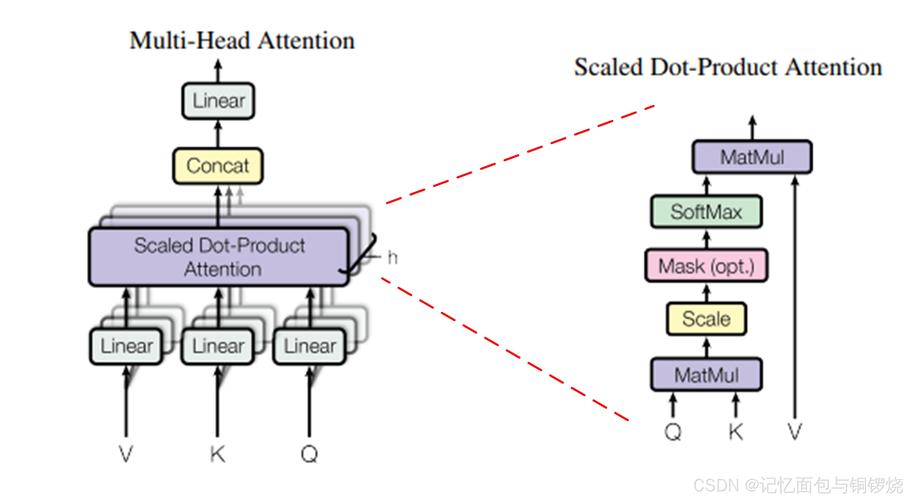 Multi-Head Attention
Linear
Concat
Scaled Dot-Product
Attention
h
Linear
Linear
Linear
V
K
Q
Scaled Dot-Product Attention
MatMul
SoftMax
Mask (opt.)
Scale
MatMul
Q
K
V
CSDN @记忆面包与铜锣烧